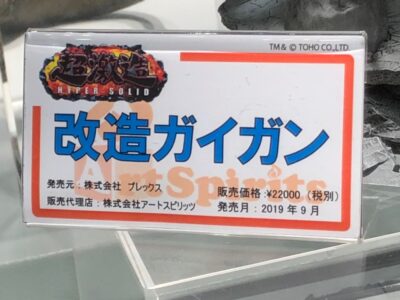 TM & © TOHO CO.,LTD.
超激造
HYPER SOLID
改造ガイガン
ArtSpirits
発売元：株式会社 プレックス
販売価格：¥22000（税別）
販売代理店：株式会社アートスピリッツ
発売月：2019年9月